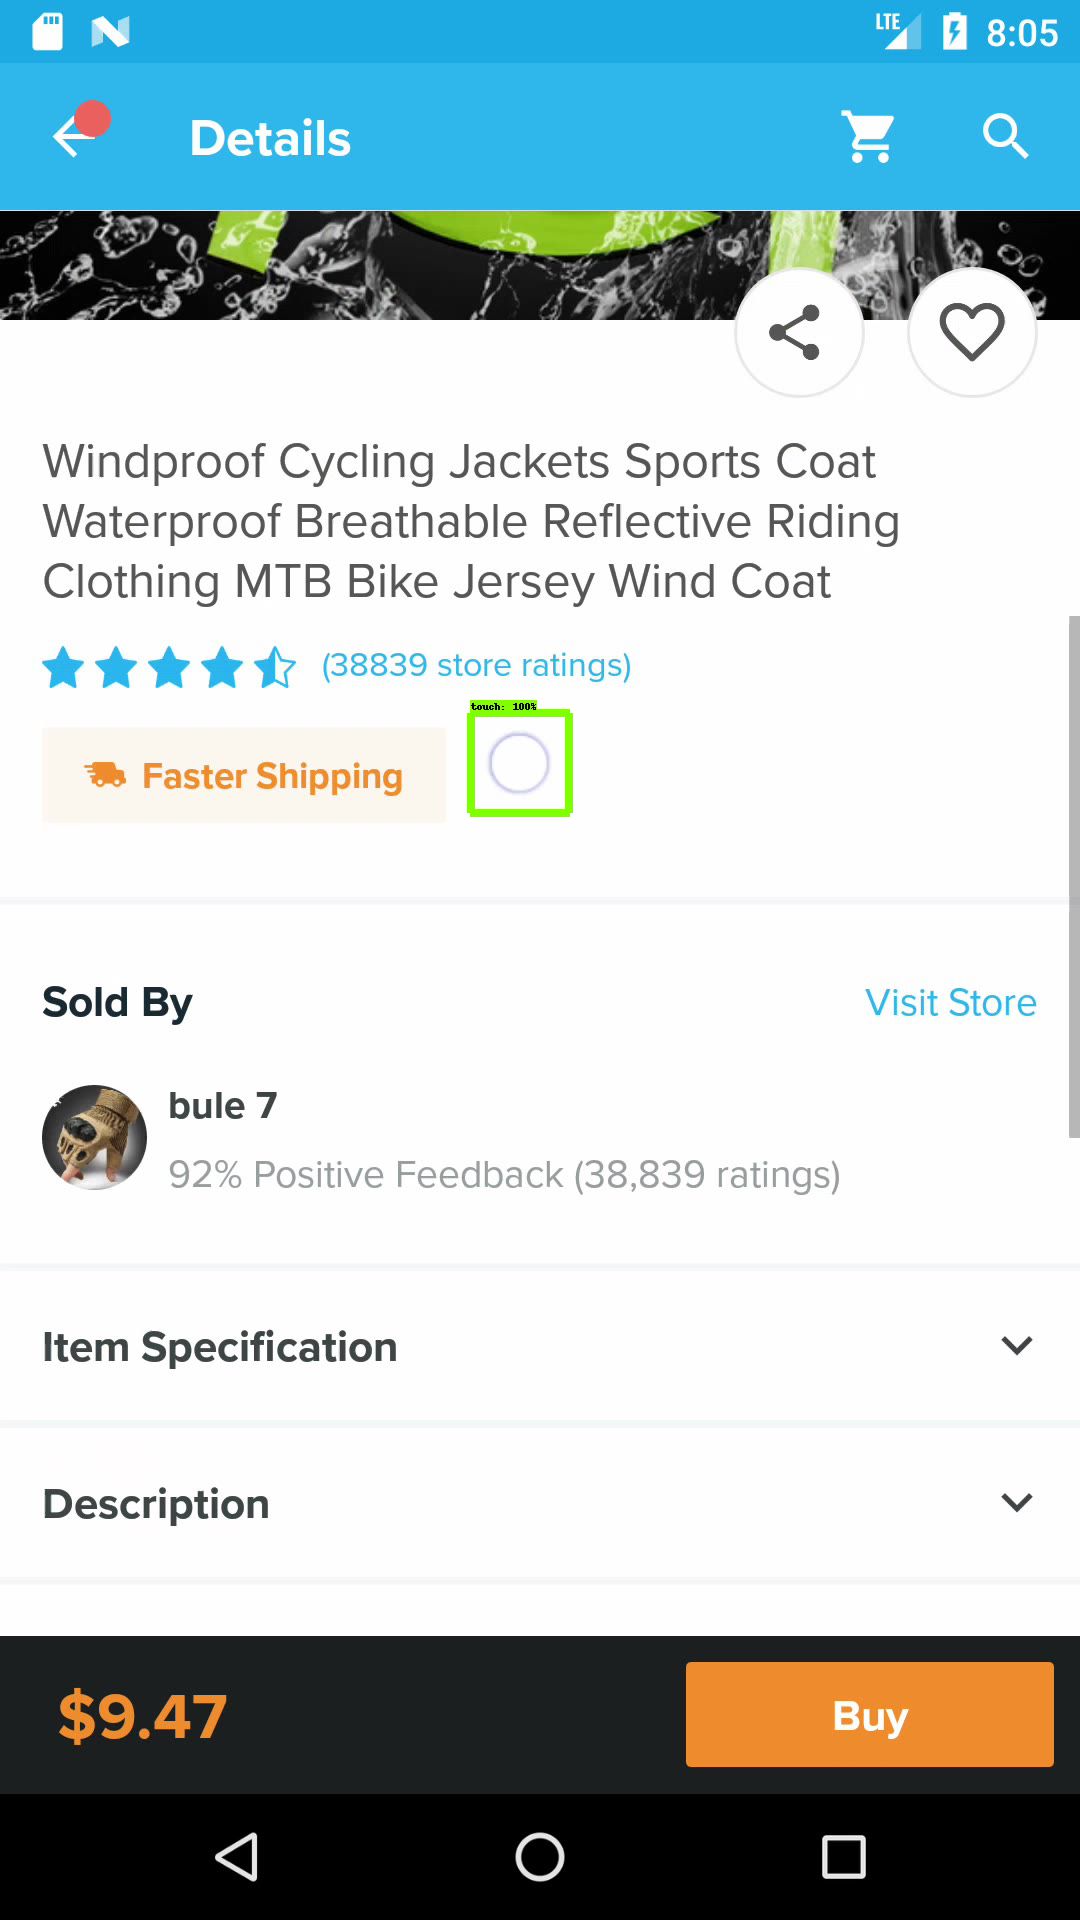 LTE 8:05
Details
Windproof Cycling Jackets Sports Coat
Waterproof Breathable Reflective Riding
Clothing MTB Bike Jersey Wind Coat
(38839 store ratings)
touch: 100%
Faster Shipping
Sold By
Visit Store
bule 7
92% Positive Feedback (38,839 ratings)
Item Specification
Description
$9.47
Buy